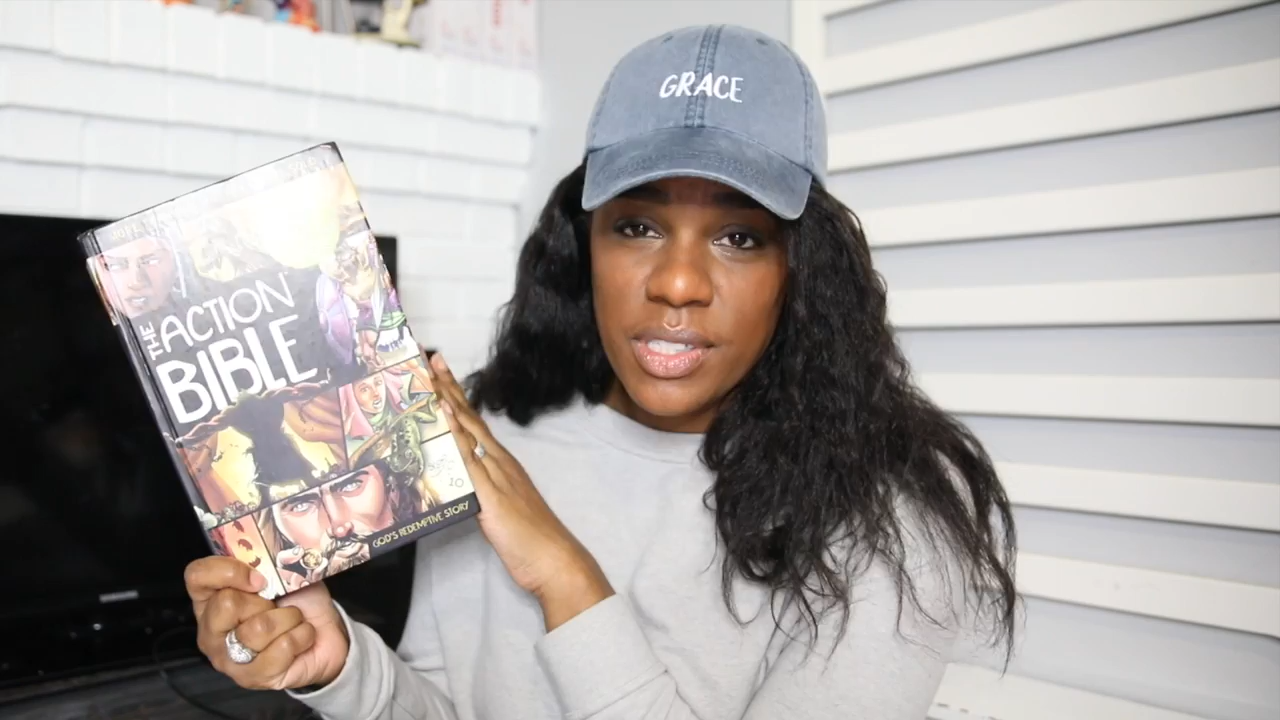 GRACE
THE
ACTION
BIBLE
GOD'S REDEMPTIVE STORY